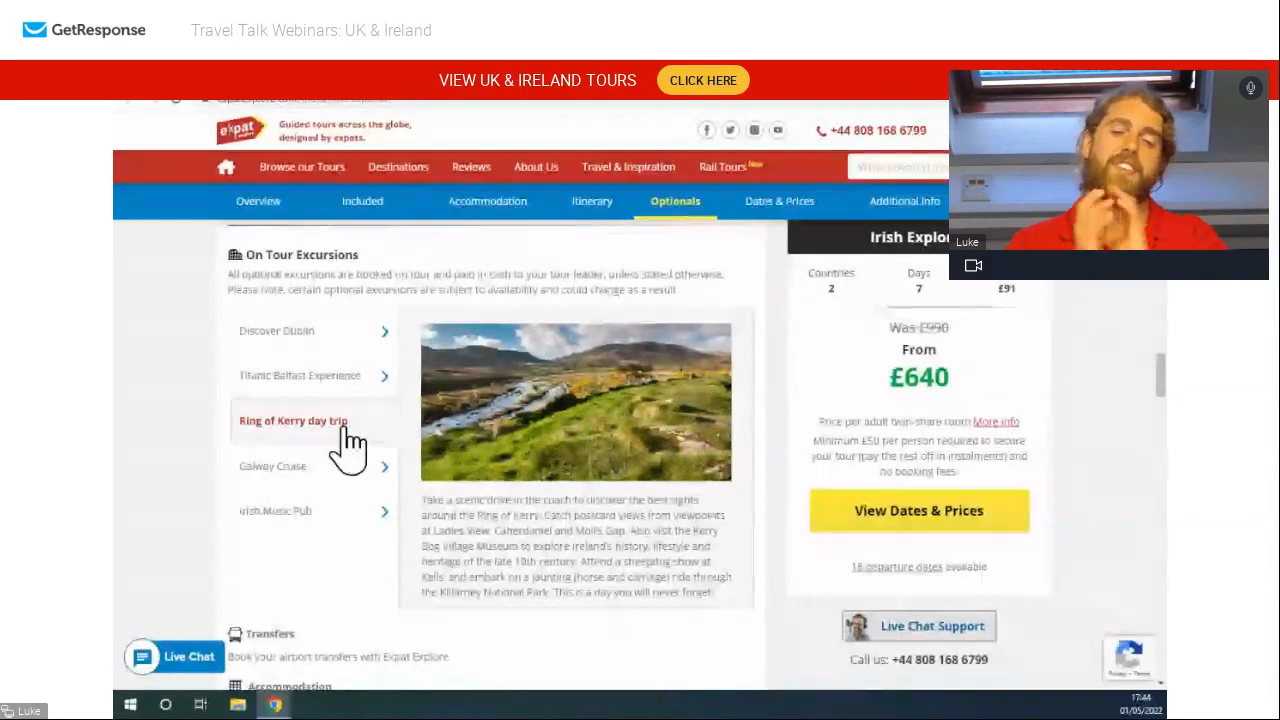 GetResponse
Travel Talk Webinars: UK & Ireland
VIEW UK & IRELAND TOURS
CLICK HERE
expat
Guided tours across the globe,
designed by expats.
+44 808 168 6799
Browse our Tours
Destinations
Reviews
About Us
Travel & Inspiration
Rail Tours New
Overview
Included
Accommodation
Itinerary
Optionals
Dates & Prices
Additional Info
Luke
On Tour Excursions
All optional excursions are booked on tour and paid in cash to your tour leader, unless stated otherwise.
Please note, certain optional excursions are subject to availability and could change as a result.
Discover Dublin
Titanic Belfast Experience
Ring of Kerry day trip
Galway Cruise
Irish Music Pub
Take a scenic drive in the coach to discover the best sights
around the Ring of Kerry. Catch postcard views from viewpoints
at Ladies View, Caherdaniel and Molls Gap. Also visit the Kerry
Bog Village Museum to explore Ireland's history, lifestyle and
heritage of the late 18th century. Attend a sheepdog show at
Kells and embark on a jaunting (horse and carriage) ride through
the Killarney National Park. This is a day you will never forget.
Irish Explo
Countries
2
Days
7
£91
Was £990
From
£640
Price per adult twin-share room More info
Minimum £50 per person required to secure
your tour (pay the rest off in instalments) and
no booking fees.
View Dates & Prices
18 departure dates available
Live Chat Support
Call us: +44 808 168 6799
Transfers
Book your airport transfers with Expat Explore
Accommodation
Live Chat
Privacy - Terms
17:44
01/05/2022
Luke